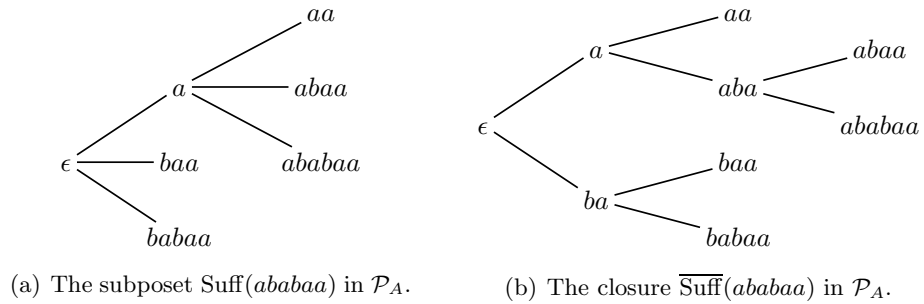 aa
a
abaa
ϵ
baa
ababaa
babaa
(a) The subposet Suff(ababaa) in 𝒫_A.
aa
a
abaa
aba
ϵ
ababaa
baa
ba
babaa
(b) The closure \overline{Suff}(ababaa) in 𝒫_A.